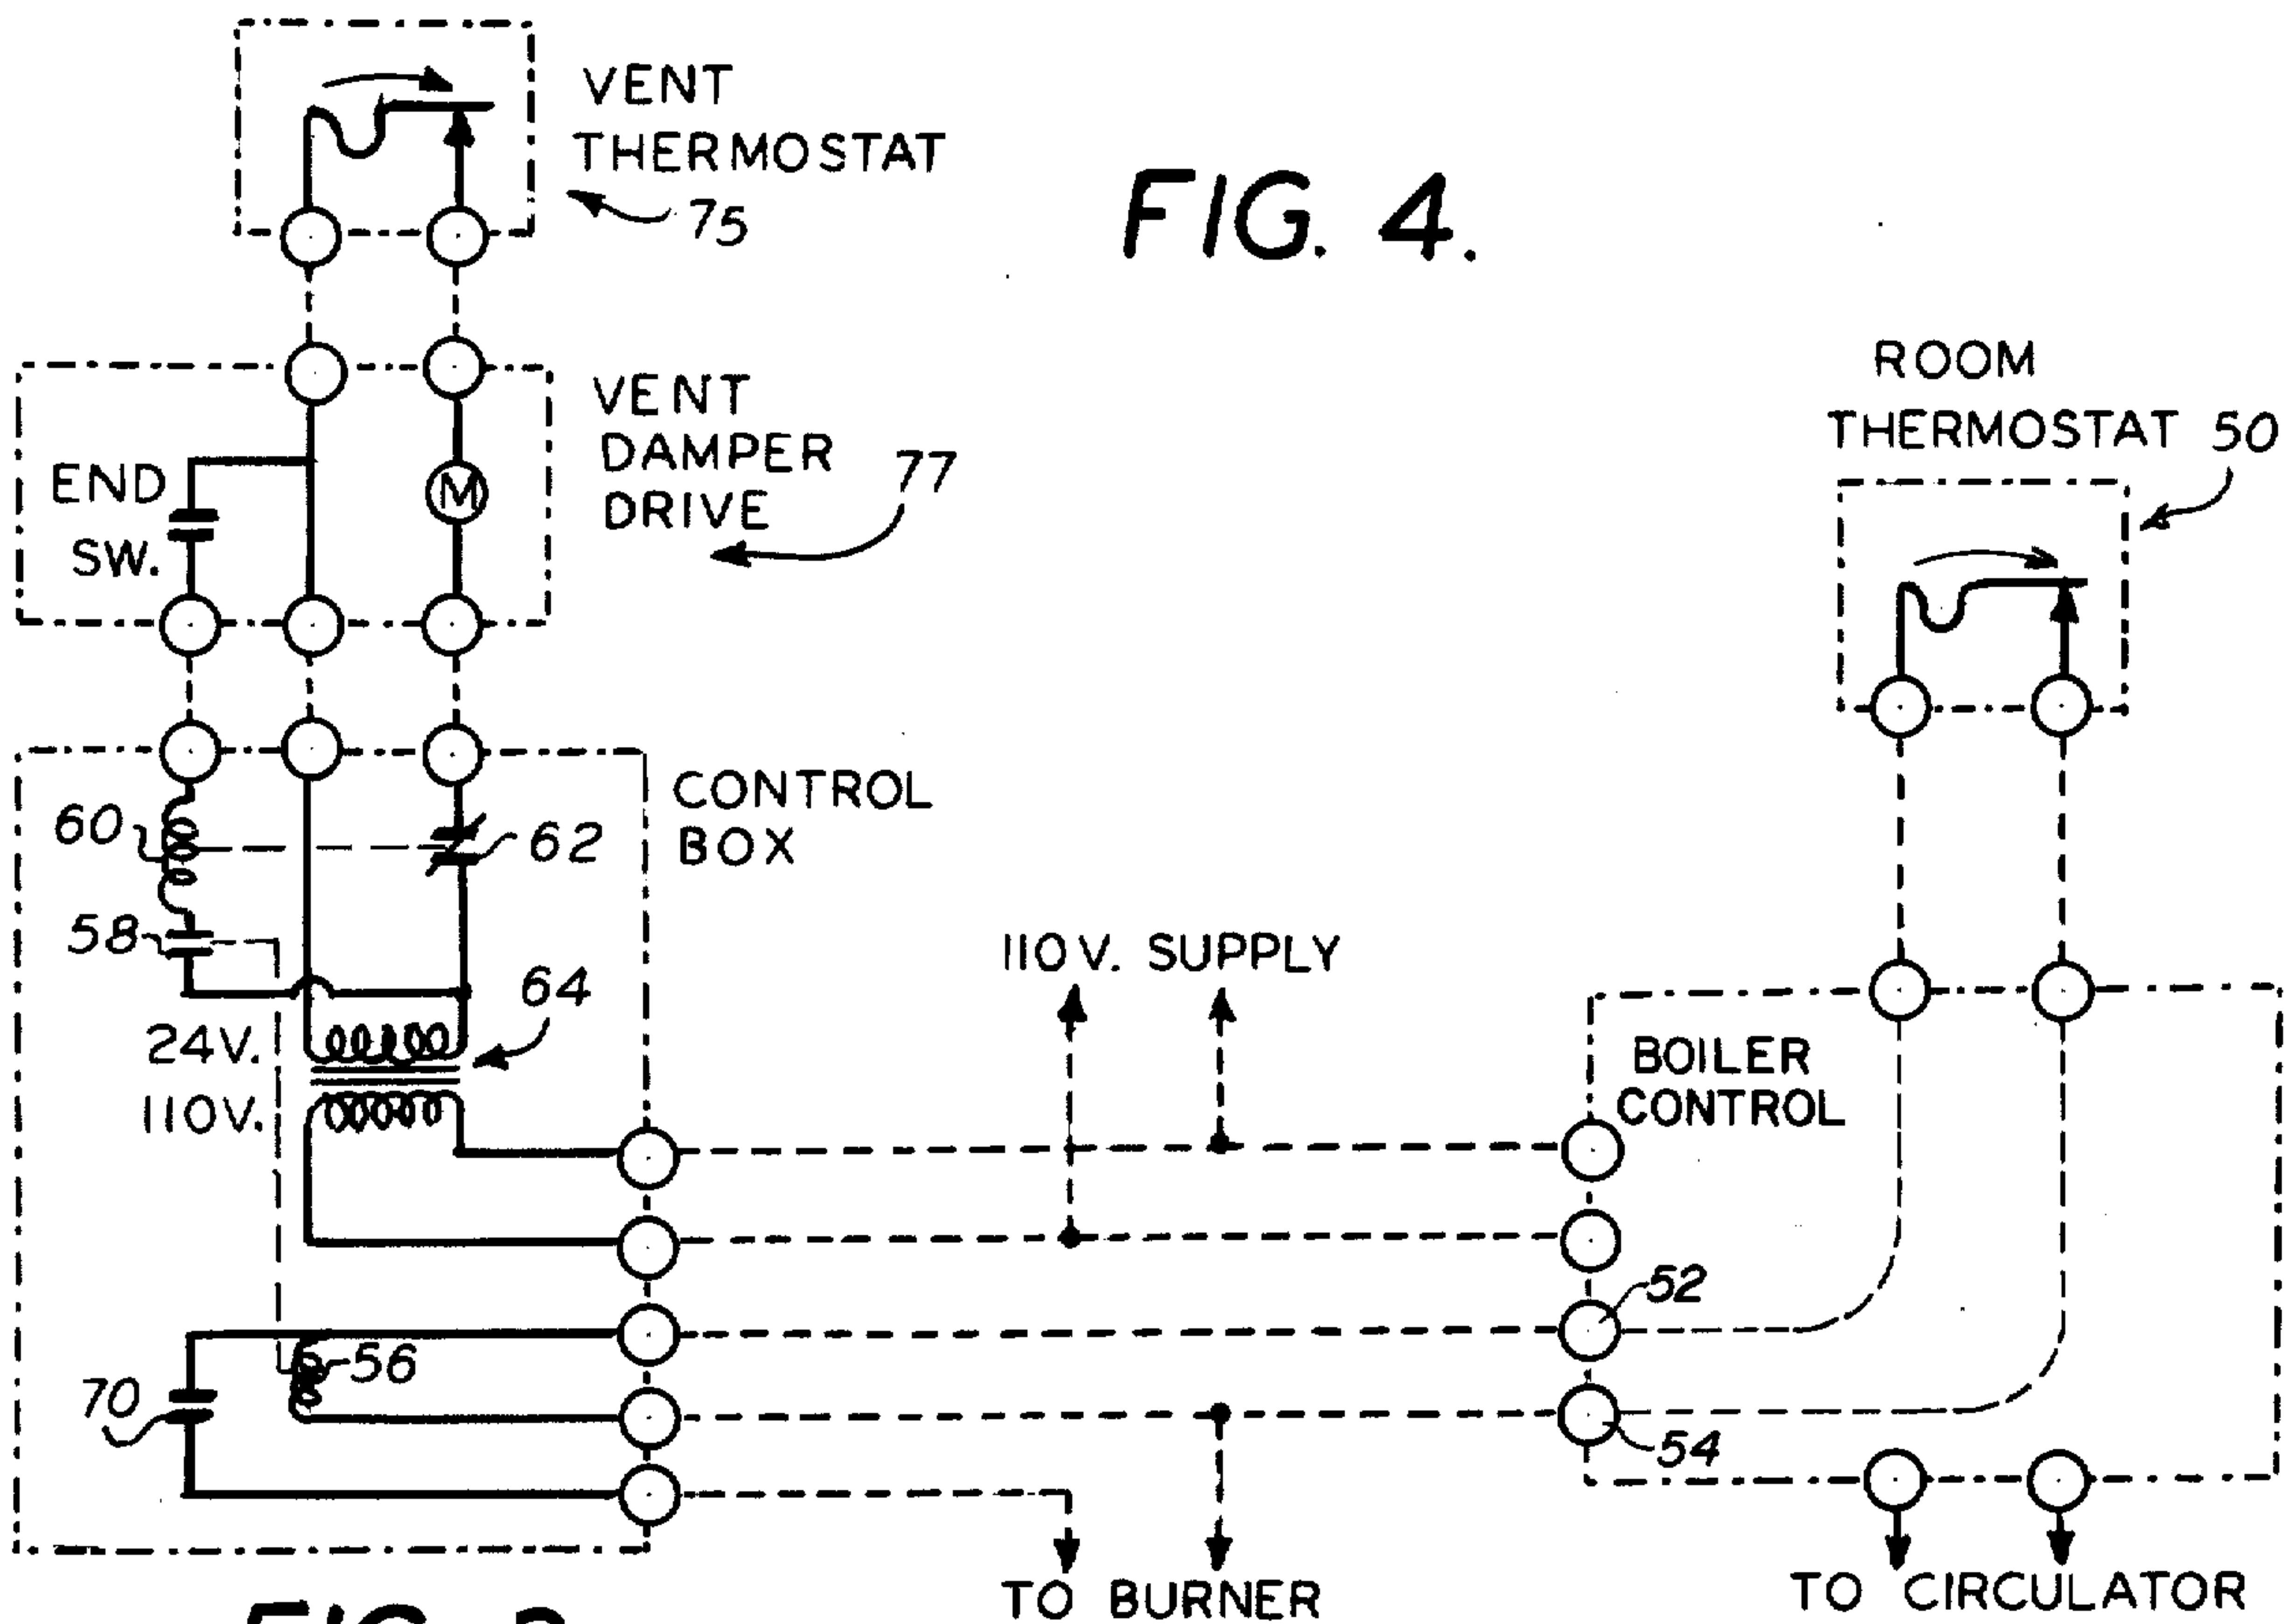 VENT
THERMOSTAT
75
FIG. 4.
ROOM
THERMOSTAT 50
VENT
DAMPER
DRIVE
77
END
SW.
M
CONTROL
BOX
60
62
58
64
24V.
110V.
110V. SUPPLY
BOILER
CONTROL
52
56
70
54
TO BURNER
TO CIRCULATOR